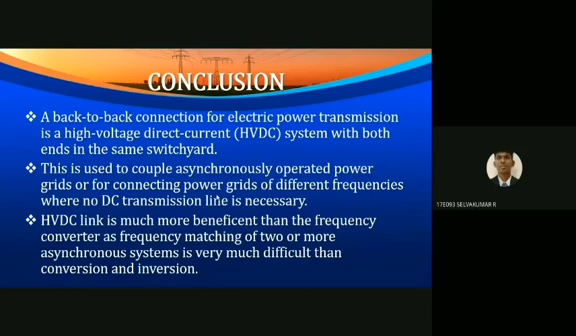 CONCLUSION
❖ A back-to-back connection for electric power transmission
is a high-voltage direct-current (HVDC) system with both
ends in the same switchyard.
❖ This is used to couple asynchronously operated power
grids or for connecting power grids of different frequencies
where no DC transmission line is necessary.
❖ HVDC link is much more beneficent than the frequency
converter as frequency matching of two or more
asynchronous systems is very much difficult than
conversion and inversion.
17E093 SELVAKUMAR R